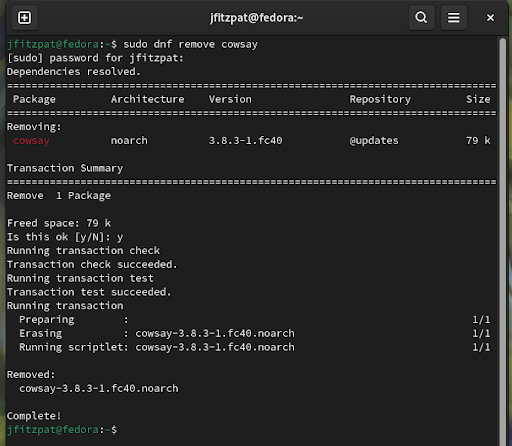 jfitzpat@fedora:~
jfitzpat@fedora:~$ sudo dnf remove cowsay
[sudo] password for jfitzpat:
Dependencies resolved.
================================================================================
Package Architecture Version Repository Size
================================================================================
Removing:
cowsay noarch 3.8.3-1.fc40 @updates 79 k

Transaction Summary
================================================================================
Remove  1 Package

Freed space: 79 k
Is this ok [y/N]: y
Running transaction check
Transaction check succeeded.
Running transaction test
Transaction test succeeded.
Running transaction
Preparing : 1/1
Erasing : cowsay-3.8.3-1.fc40.noarch 1/1
Running scriptlet: cowsay-3.8.3-1.fc40.noarch 1/1

Removed:
cowsay-3.8.3-1.fc40.noarch

Complete!
jfitzpat@fedora:~$